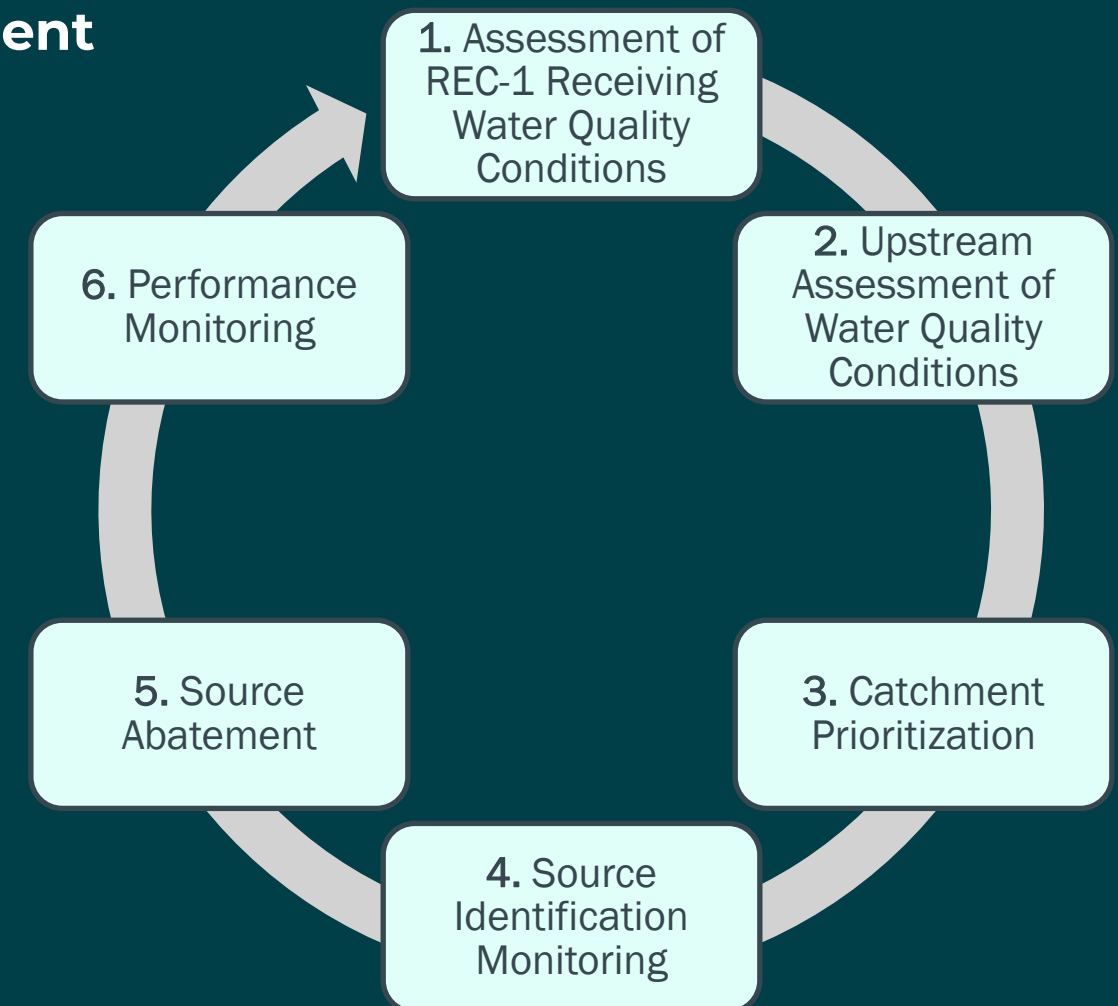 ent
1. Assessment of
REC-1 Receiving
Water Quality
Conditions
2. Upstream
Assessment of
Water Quality
Conditions
3. Catchment
Prioritization
4. Source
Identification
Monitoring
5. Source
Abatement
6. Performance
Monitoring